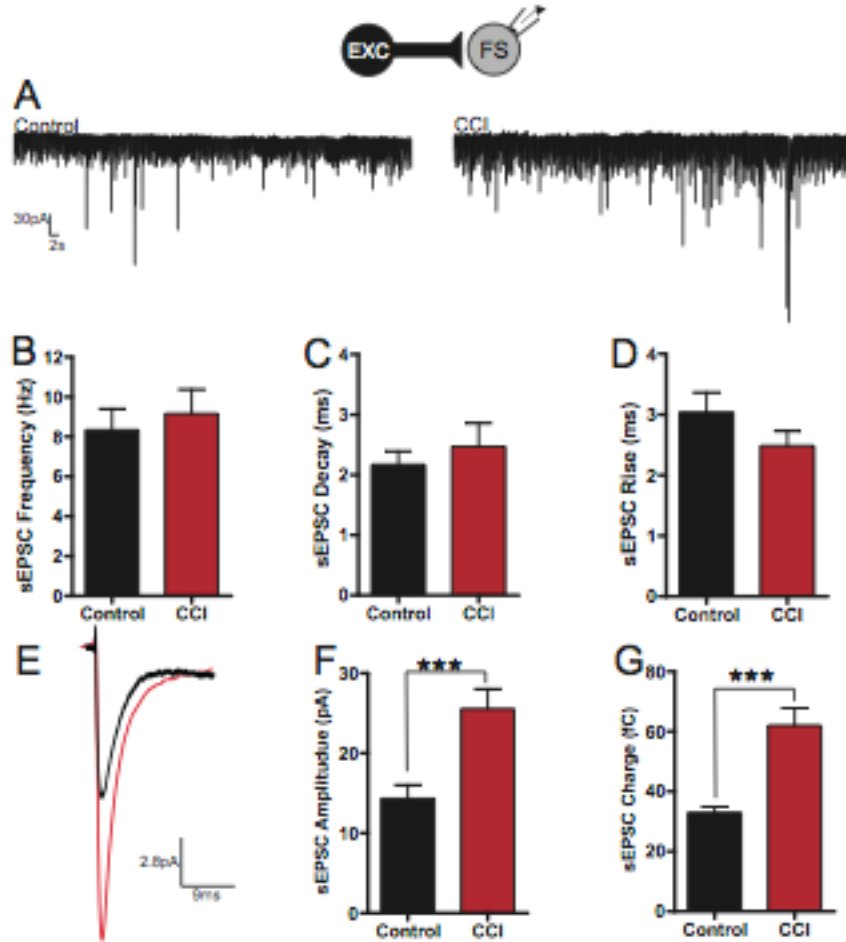 EXC
FS
A
Control
CCI
30pA
2s
B
12
10
8
6
4
2
0
sEPSC Frequency (Hz)
Control
CCI
C
4
3
2
1
0
sEPSC Decay (ms)
Control
CCI
D
4
3
2
1
0
sEPSC Rise (ms)
Control
CCI
E
2.8pA
9ms
F
30
20
10
0
sEPSC Amplitudue (pA)
***
Control
CCI
G
80
60
40
20
0
sEPSC Charge (fC)
***
Control
CCI